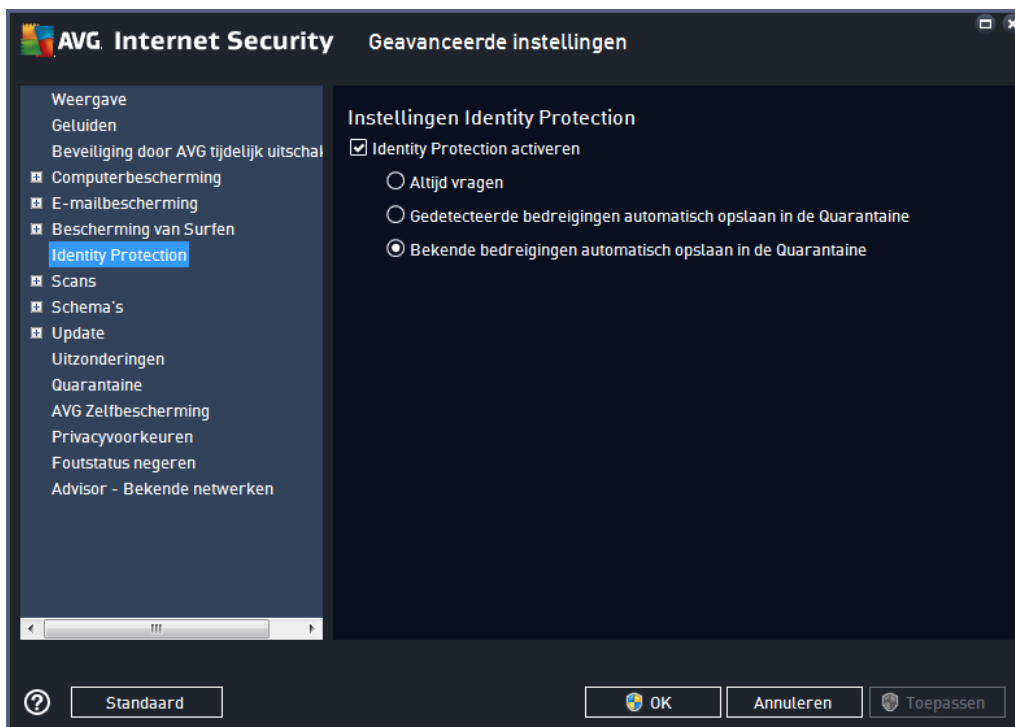 AVG. Internet Security Geavanceerde instellingen
Weergave
Geluiden
Beveiliging door AVG tijdelijk uitschak
Computerbescherming
E-mailbescherming
Bescherming van Surfen
Identity Protection
Scans
Schema's
Update
Uitzonderingen
Quarantaine
AVG Zelfbescherming
Privacyvoorkeuren
Foutstatus negeren
Advisor - Bekende netwerken
Instellingen Identity Protection
Identity Protection activeren
Altijd vragen
Gedetecteerde bedreigingen automatisch opslaan in de Quarantaine
Bekende bedreigingen automatisch opslaan in de Quarantaine
? Standaard OK Annuleren Toepassen